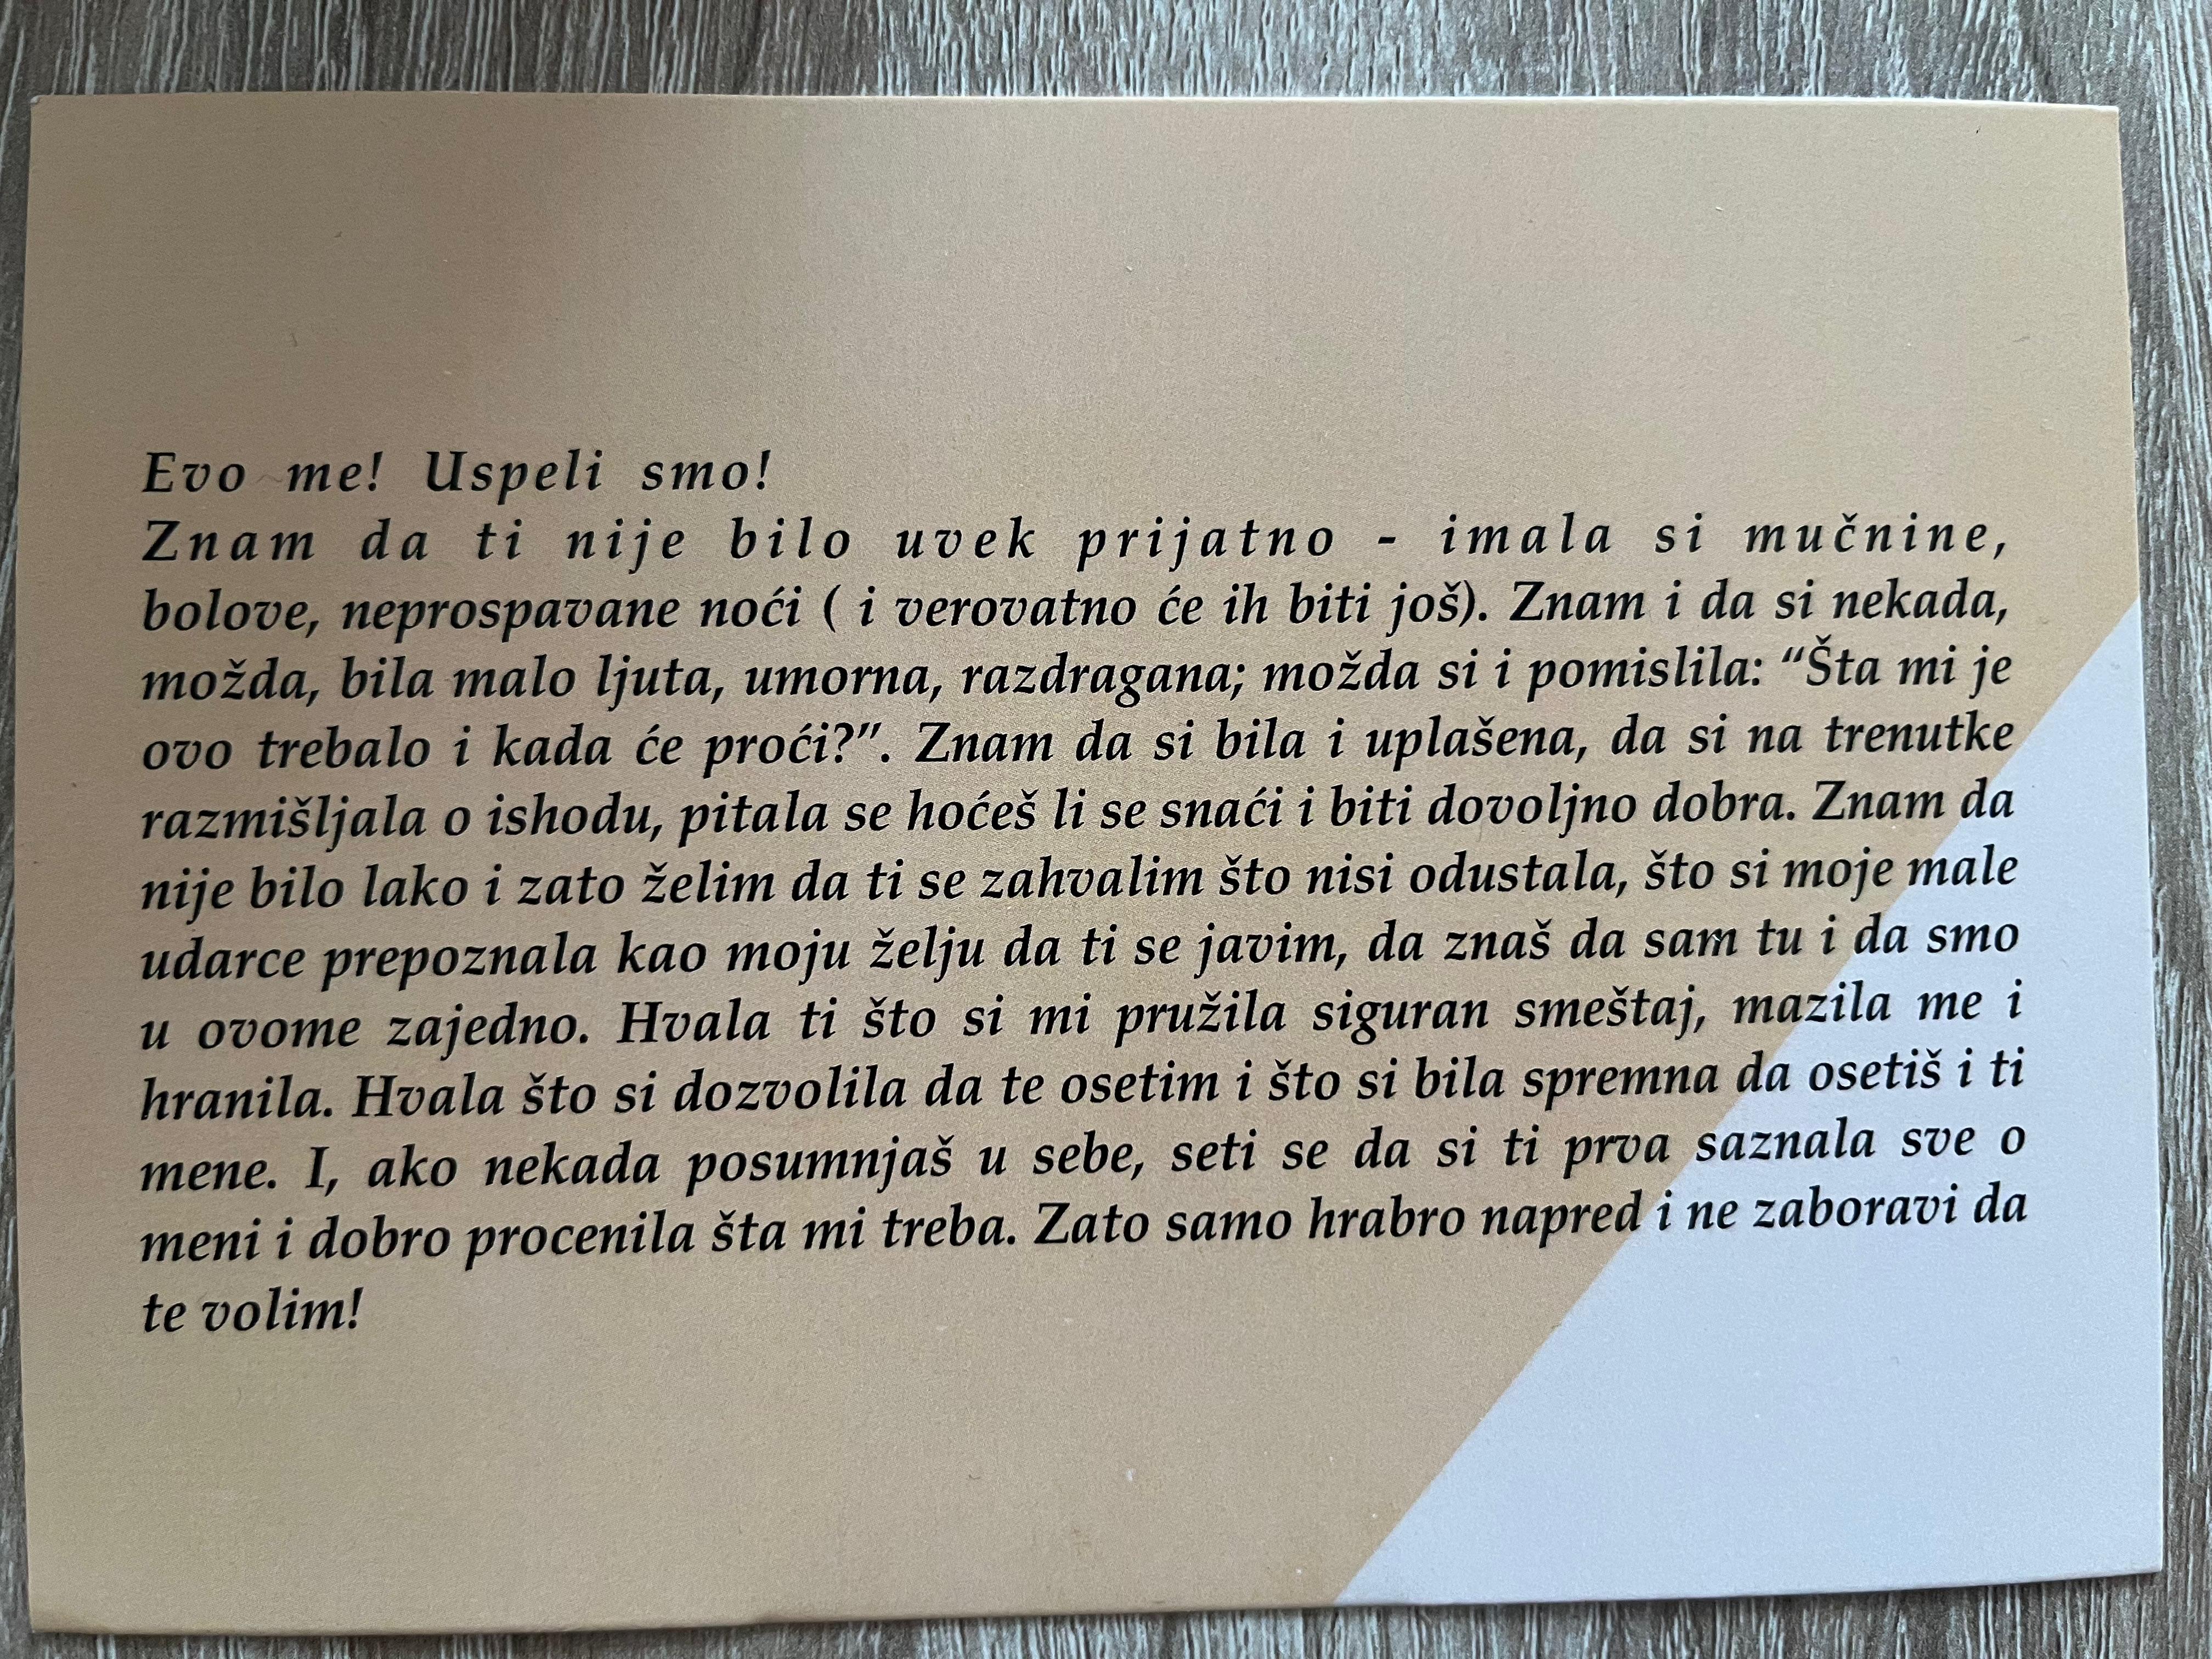 Evo me! Uspeli smo!
Znam da ti nije bilo uvek prijatno - imala si mučnine,
bolove, neprospavane noći ( i verovatno će ih biti još). Znam i da si nekada,
možda, bila malo ljuta, umorna, razdragana; možda si i pomislila: “Šta mi je
ovo trebalo i kada će proći?”. Znam da si bila i uplašena, da si na trenutke
razmišljala o ishodu, pitala se hoćeš li se snaći i biti dovoljno dobra. Znam da
nije bilo lako i zato želim da ti se zahvalim što nisi odustala, što si moje male
udarce prepoznala kao moju želju da ti se javim, da znaš da sam tu i da smo
u ovome zajedno. Hvala ti što si mi pružila siguran smeštaj, mazila me i
hranila. Hvala što si dozvolila da te osetim i što si bila spremna da osetiš i ti
mene. I, ako nekada posumnjaš u sebe, seti se da si ti prva saznala sve o
meni i dobro procenila šta mi treba. Zato samo hrabro napred i ne zaboravi da
te volim!